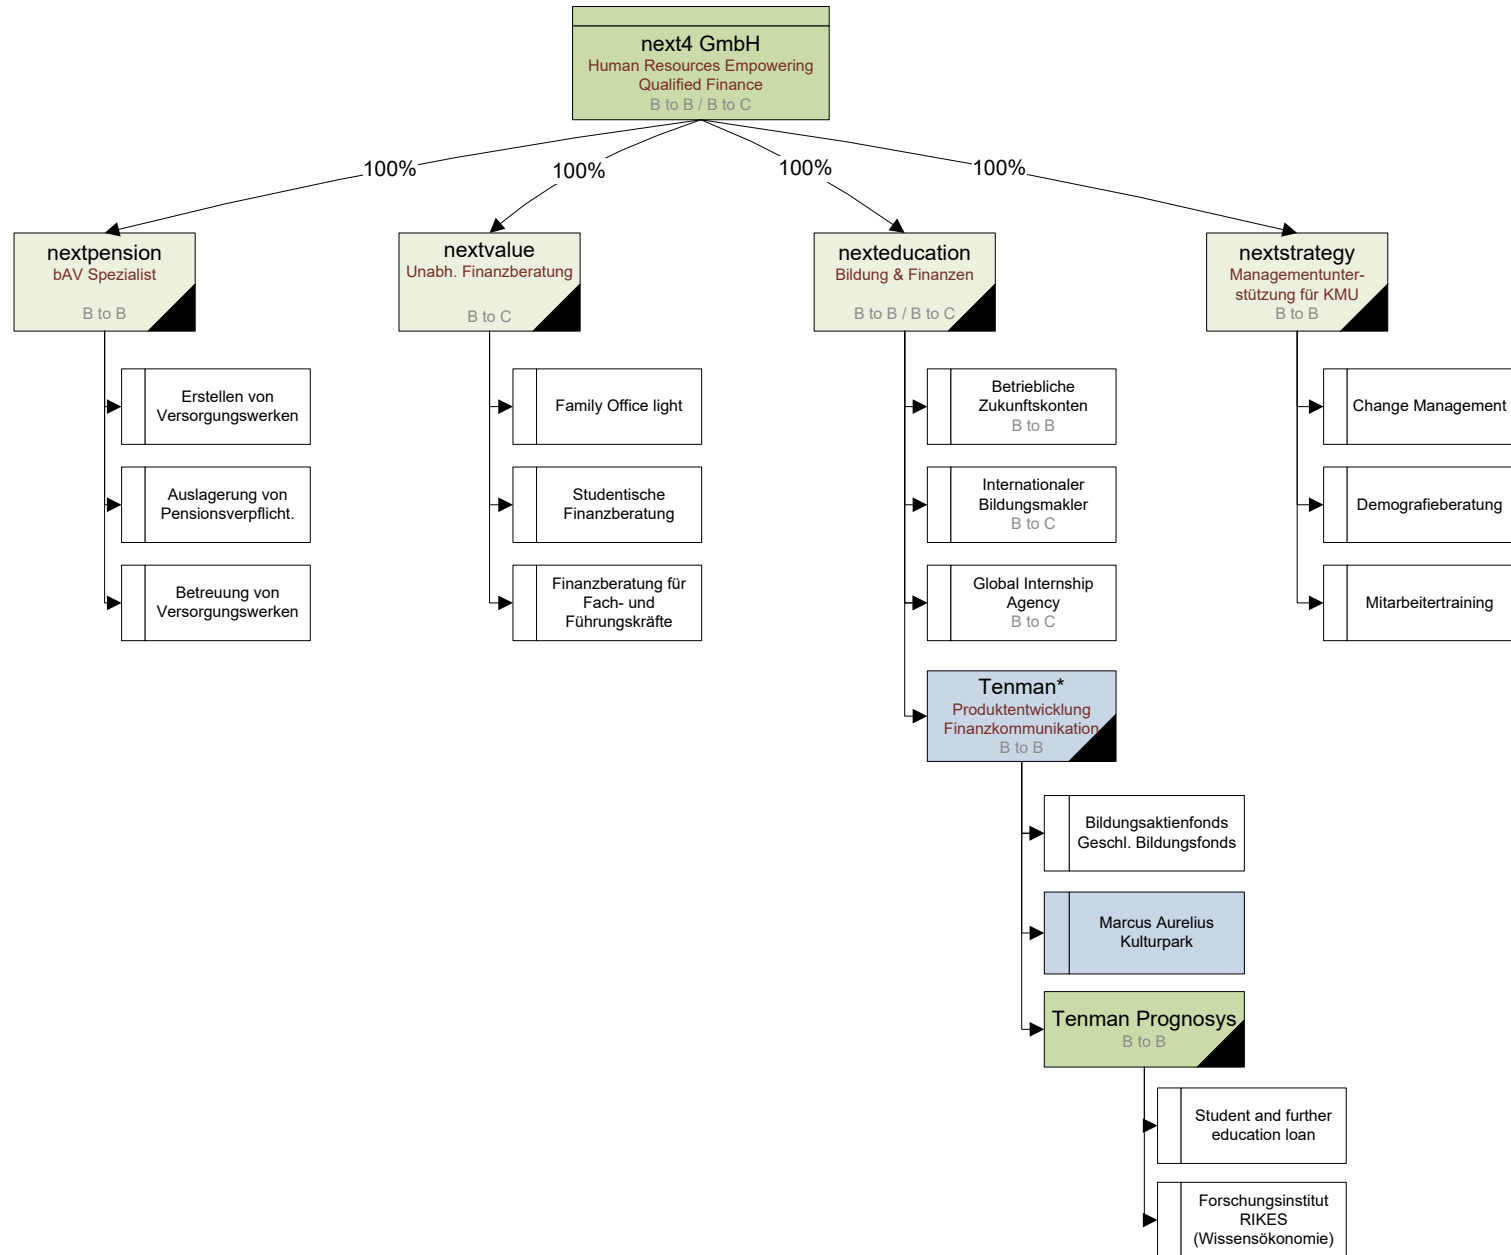 next4 GmbH
Human Resources Empowering
Qualified Finance
B to B / B to C
100%
100%
100%
100%
nextpension
bAV Spezialist
B to B
Erstellen von
Versorgungswerken
Auslagerung von
Pensionsverpflicht.
Betreuung von
Versorgungswerken
nextvalue
Unabh. Finanzberatung
B to C
Family Office light
Studentische
Finanzberatung
Finanzberatung für
Fach- und
Führungskräfte
nexteducation
Bildung & Finanzen
B to B / B to C
Betriebliche
Zukunftskonten
B to B
Internationaler
Bildungsmakler
B to C
Global Internship
Agency
B to C
Tenman*
Produktentwicklung
Finanzkommunikation
B to B
Bildungsaktienfonds
Geschl. Bildungsfonds
Marcus Aurelius
Kulturpark
Tenman Prognosys
B to B
Student and further
education loan
Forschungsinstitut
RIKES
(Wissensökonomie)
nextstrategy
Managementunter-
stützung für KMU
B to B
Change Management
Demografieberatung
Mitarbeitertraining